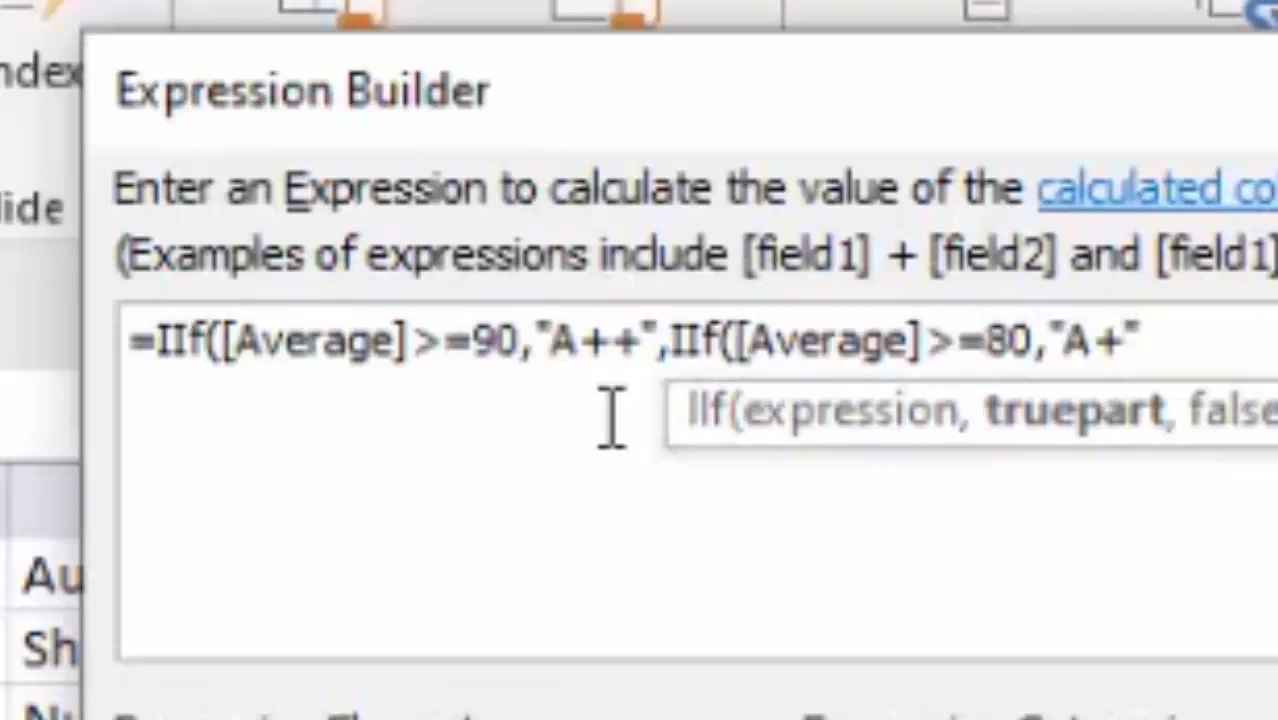 Expression Builder
Enter an Expression to calculate the value of the calculated co
(Examples of expressions include [field1] + [field2] and [field1]
=IIf([Average]>=90,"A++",IIf([Average]>=80,"A+"
IIf(expression, truepart, false
ndex
lide
Au
Sh